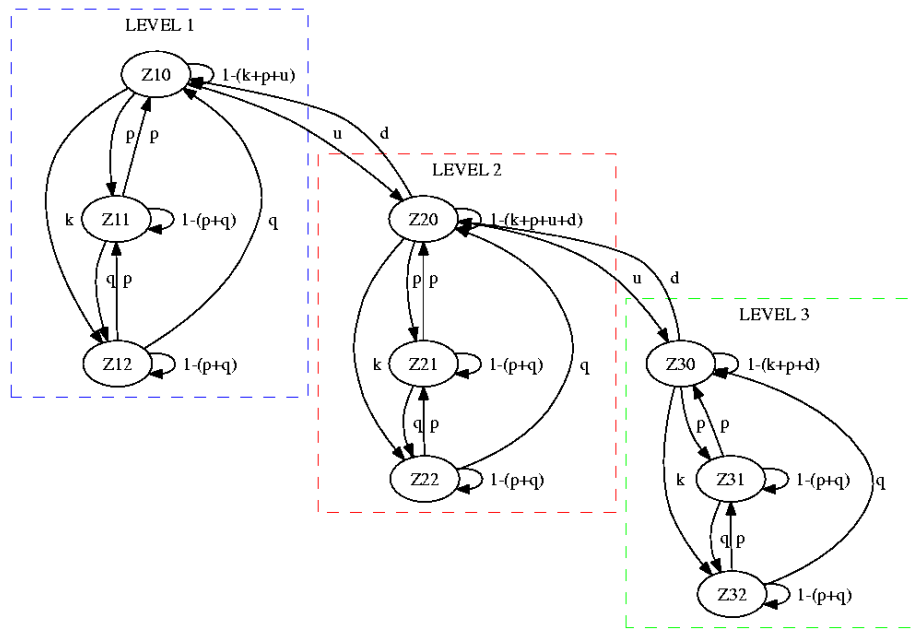 LEVEL 1
Z10
1-(k+p+u)
p p
u
d
LEVEL 2
k
Z11
1-(p+q)
q
Z20
1-(k+p+u+d)
q p
p p
u
d
LEVEL 3
Z12
1-(p+q)
k
Z21
1-(p+q)
q
Z30
1-(k+p+d)
q p
p p
Z22
1-(p+q)
k
Z31
1-(p+q)
q
q p
Z32
1-(p+q)